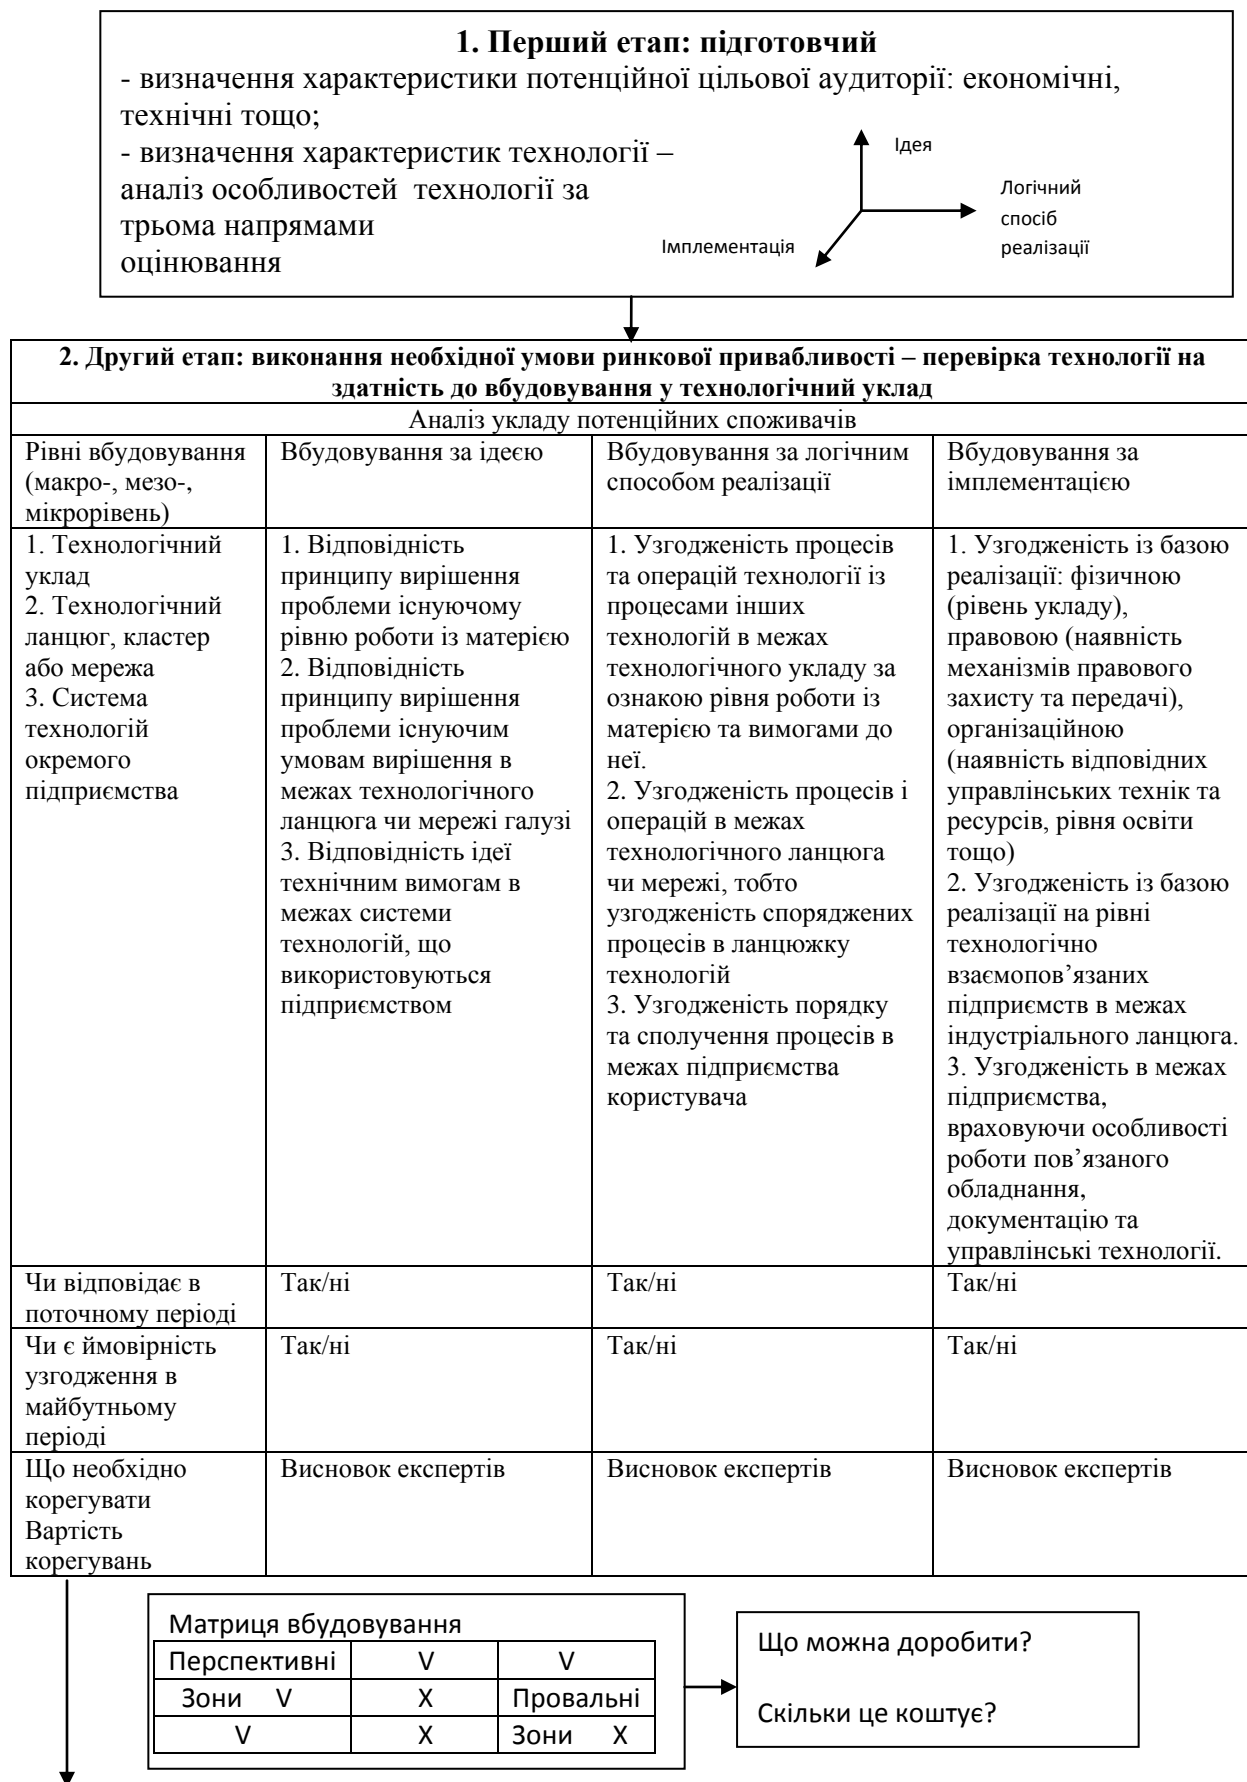 1. Перший етап: підготовчий
- визначення характеристики потенційної цільової аудиторії: економічні,
технічні тощо;
- визначення характеристик технології –
аналіз особливостей технології за
трьома напрямами
оцінювання
Ідея
Логічний
спосіб
реалізації
Імплементація
2. Другий етап: виконання необхідної умови ринкової привабливості – перевірка технології на
здатність до вбудовування у технологічний уклад
Аналіз укладу потенційних споживачів
Рівні вбудовування
(макро-, мезо-,
мікрорівень)
Вбудовування за ідеєю
Вбудовування за логічним
способом реалізації
Вбудовування за
імплементацією
1. Технологічний
уклад
2. Технологічний
ланцюг, кластер
або мережа
3. Система
технологій
окремого
підприємства
1. Відповідність
принципу вирішення
проблеми існуючому
рівню роботи із матерією
2. Відповідність
принципу вирішення
проблеми існуючим
умовам вирішення в
межах технологічного
ланцюга чи мережі галузі
3. Відповідність ідеї
технічним вимогам в
межах системи
технологій, що
використовуються
підприємством
1. Узгодженість процесів
та операцій технології із
процесами інших
технологій в межах
технологічного укладу за
ознакою рівня роботи із
матерією та вимогами до
неї.
2. Узгодженість процесів і
операцій в межах
технологічного ланцюга
чи мережі, тобто
узгодженість споряджених
процесів в ланцюжку
технологій
3. Узгодженість порядку
та сполучення процесів в
межах підприємства
користувача
1. Узгодженість із базою
реалізації: фізичною
(рівень укладу),
правовою (наявність
механізмів правового
захисту та передачі),
організаційною
(наявність відповідних
управлінських технік та
ресурсів, рівня освіти
тощо)
2. Узгодженість із базою
реалізації на рівні
технологічно
взаємопов’язаних
підприємств в межах
індустріального ланцюга.
3. Узгодженість в межах
підприємства,
враховуючи особливості
роботи пов’язаного
обладнання,
документацію та
управлінські технології.
Чи відповідає в
поточному періоді
Так/ні
Так/ні
Так/ні
Чи є ймовірність
узгодження в
майбутньому
періоді
Так/ні
Так/ні
Так/ні
Що необхідно
корегувати
Вартість
корегувань
Висновок експертів
Висновок експертів
Висновок експертів
Матриця вбудовування
Перспективні V V
Зони V X Провальні
V X Зони X
Що можна доробити?
Скільки це коштує?